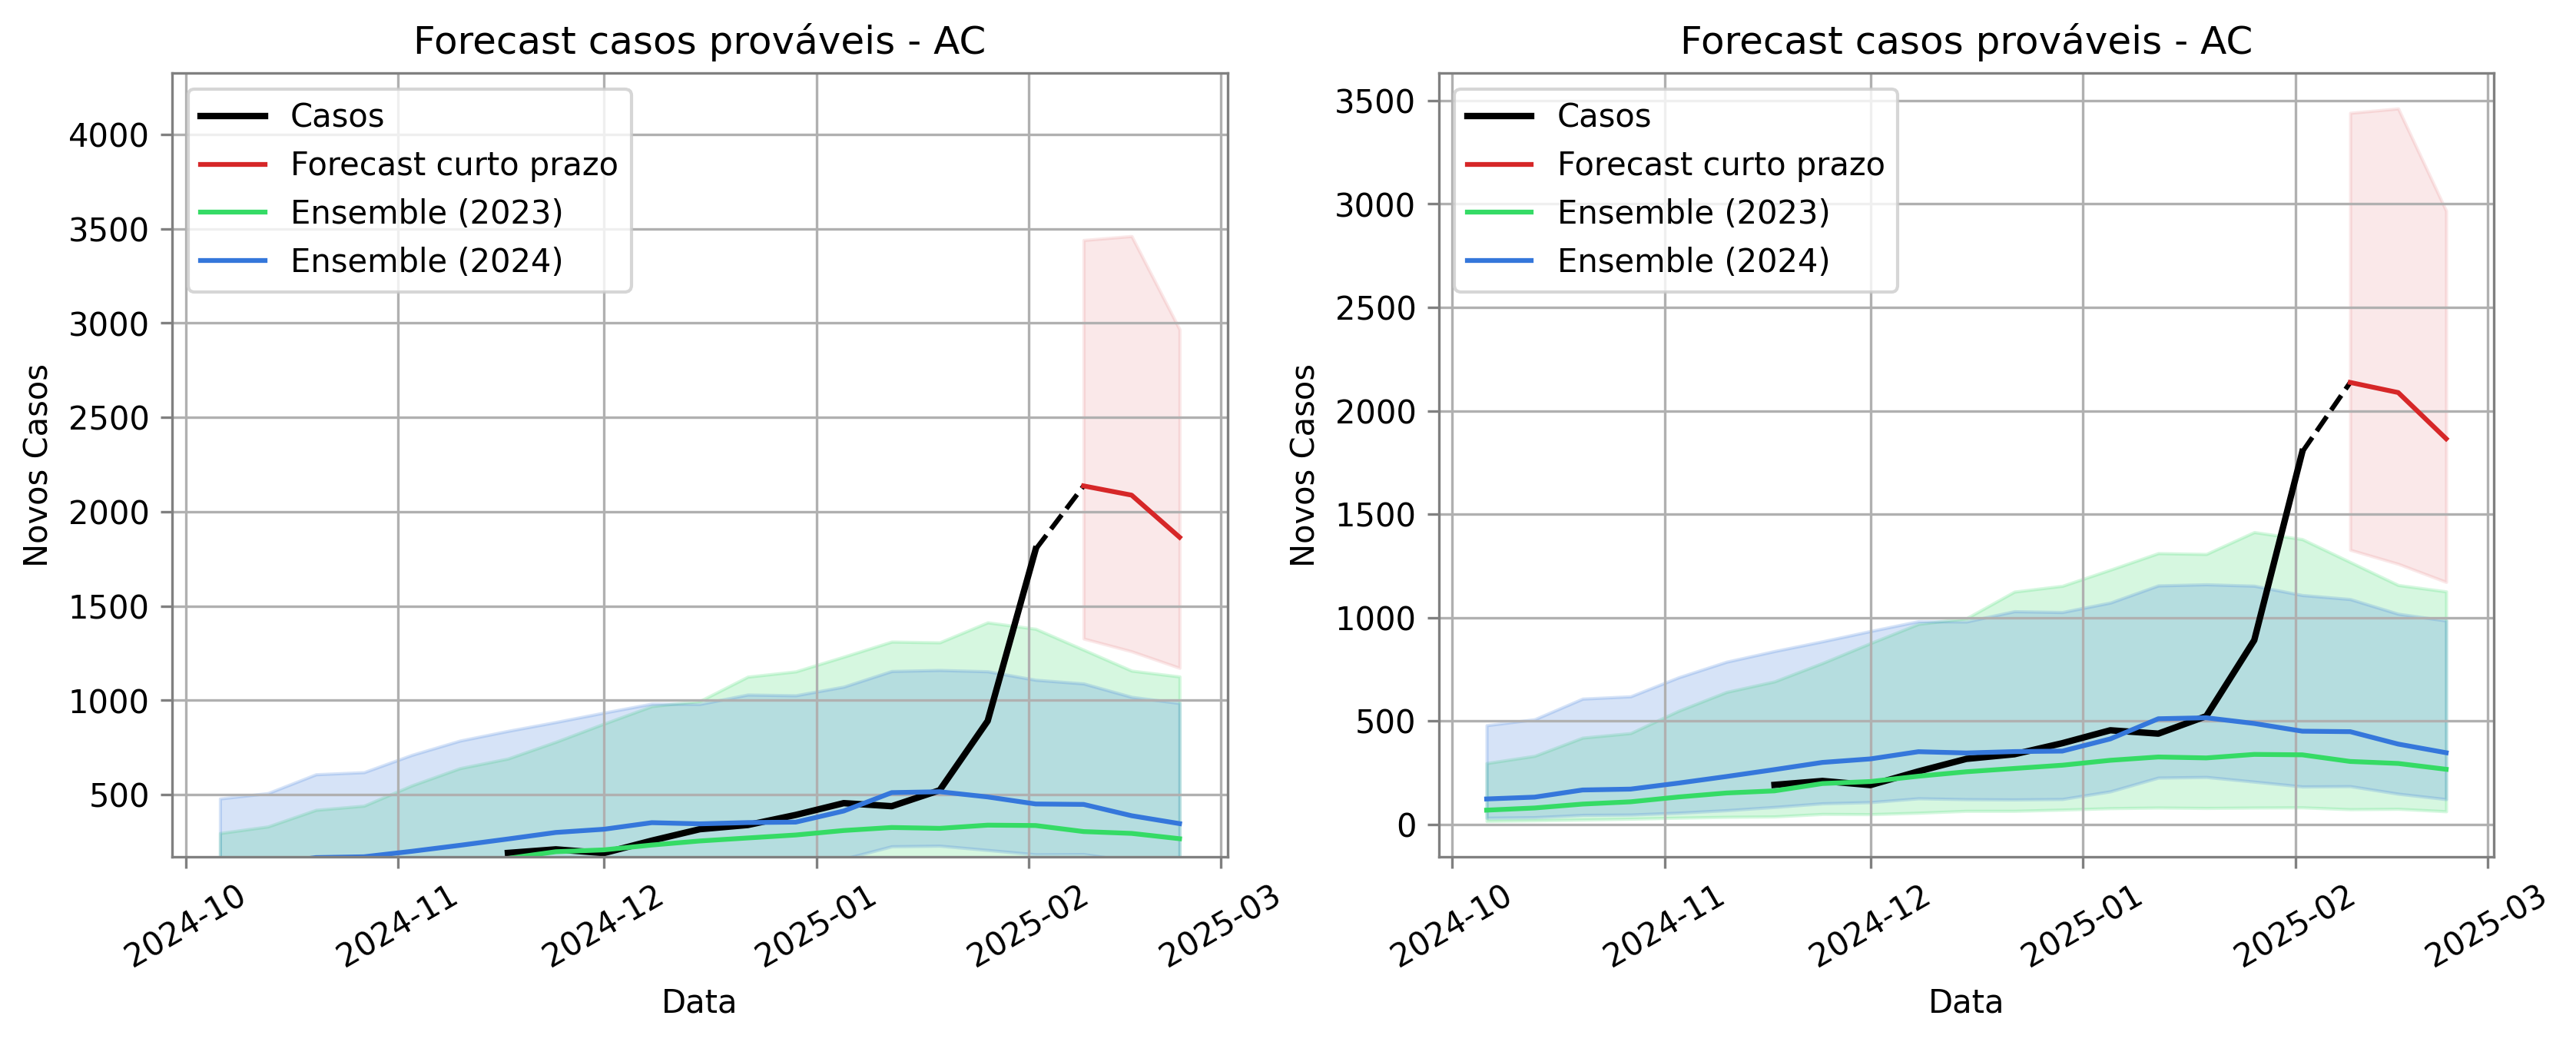 Forecast casos prováveis - AC
Casos
Forecast curto prazo
Ensemble (2023)
Ensemble (2024)
4000
3500
3000
2500
2000
1500
1000
500
Novos Casos
2024-10
2024-11
2024-12
2025-01
2025-02
2025-03
Data
Forecast casos prováveis - AC
Casos
Forecast curto prazo
Ensemble (2023)
Ensemble (2024)
3500
3000
2500
2000
1500
1000
500
0
Novos Casos
2024-10
2024-11
2024-12
2025-01
2025-02
2025-03
Data